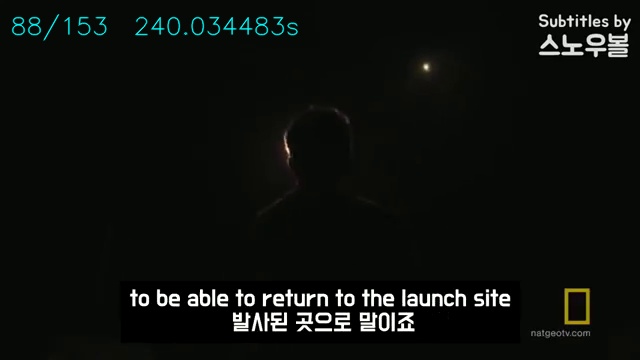 88/153 240.034483s
Subtitles by
스노우볼
to be able to return to the launch site
발사된 곳으로 말이죠
natgeotv.com